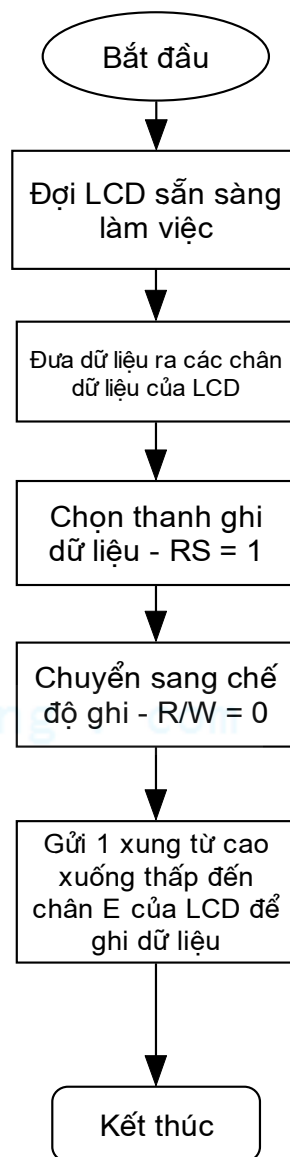 Bắt đầu
Đợi LCD sẵn sàng
làm việc
Đưa dữ liệu ra các chân
dữ liệu của LCD
Chọn thanh ghi
dữ liệu - RS = 1
Chuyển sang chế
độ ghi - R/W = 0
Gửi 1 xung từ cao
xuống thấp đến
chân E của LCD để
ghi dữ liệu
Kết thúc